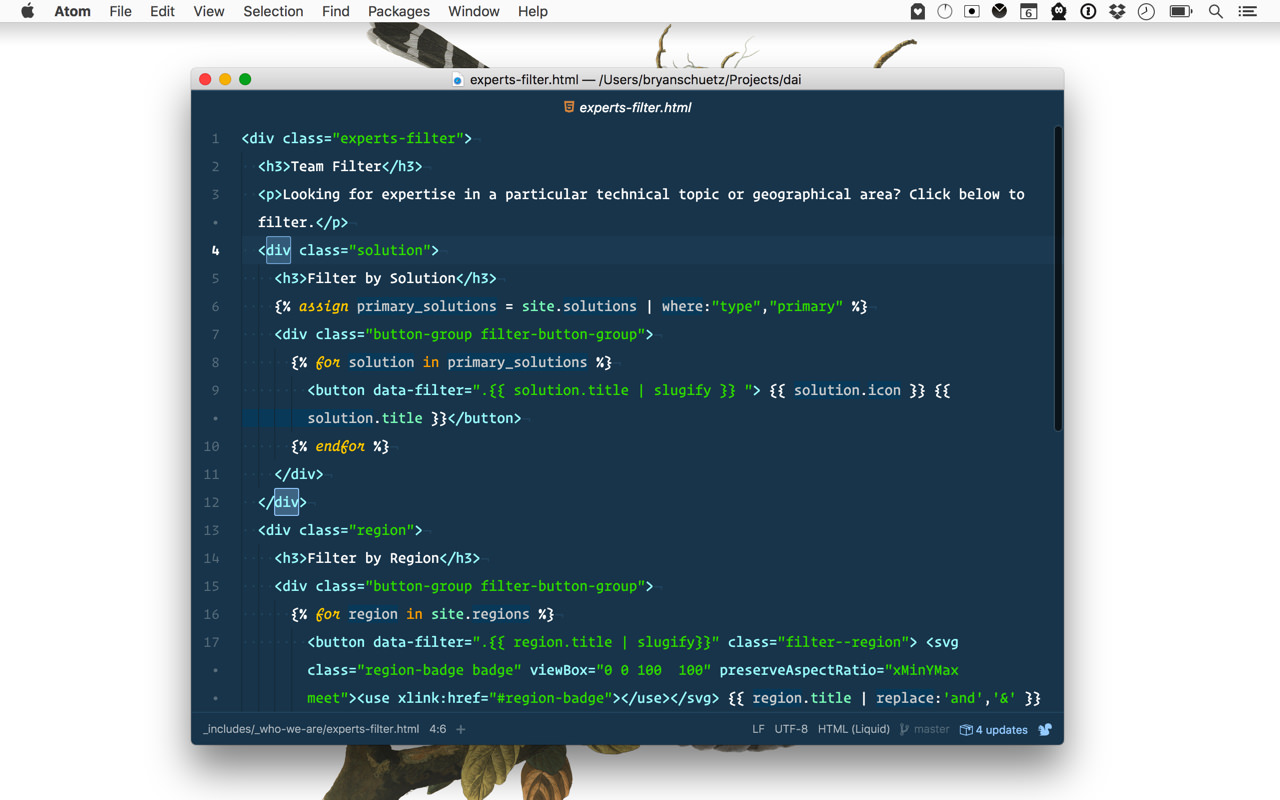 Atom File Edit View Selection Find Packages Window Help 6
experts-filter.html — /Users/bryanschuetz/Projects/dai
experts-filter.html
1 <div class="experts-filter">
2 <h3>Team Filter</h3>
3 <p>Looking for expertise in a particular technical topic or geographical area? Click below to
• filter.</p>
4 <div class="solution">
5 <h3>Filter by Solution</h3>
6 {% assign primary_solutions = site.solutions | where:"type","primary" %}
7 <div class="button-group filter-button-group">
8 {% for solution in primary_solutions %}
9 <button data-filter=".{{ solution.title | slugify }} "> {{ solution.icon }} {{
• solution.title }}</button>
10 {% endfor %}
11 </div>
12 </div>
13 <div class="region">
14 <h3>Filter by Region</h3>
15 <div class="button-group filter-button-group">
16 {% for region in site.regions %}
17 <button data-filter=".{{ region.title | slugify}}" class="filter--region"> <svg
• class="region-badge badge" viewBox="0 0 100  100" preserveAspectRatio="xMinYMax
• meet"><use xlink:href="#region-badge"></use></svg> {{ region.title | replace:'and','&' }}
_includes/_who-we-are/experts-filter.html 4:6 + LF UTF-8 HTML (Liquid) master 4 updates